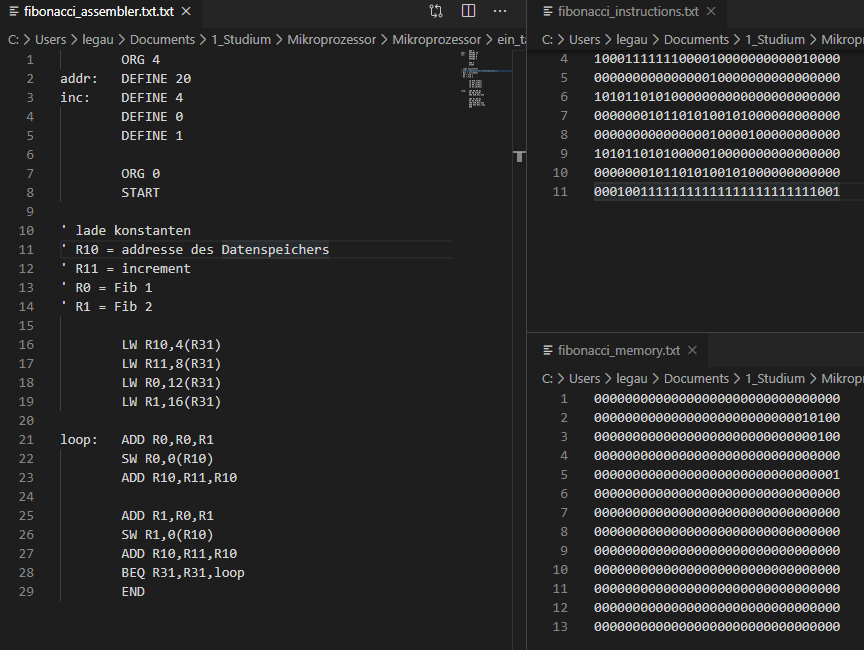 fibonacci_assembler.txt.txt
C: > Users > legau > Documents > 1_Studium > Mikroprozessor > Mikroprozessor > ein_ta
1 ORG 4
2 addr: DEFINE 20
3 inc: DEFINE 4
4 DEFINE 0
5 DEFINE 1
6
7 ORG 0
8 START
9
10 ' lade konstanten
11 ' R10 = addresse des Datenspeichers
12 ' R11 = increment
13 ' R0 = Fib 1
14 ' R1 = Fib 2
15
16 LW R10,4(R31)
17 LW R11,8(R31)
18 LW R0,12(R31)
19 LW R1,16(R31)
20
21 loop: ADD R0,R0,R1
22 SW R0,0(R10)
23 ADD R10,R11,R10
24
25 ADD R1,R0,R1
26 SW R1,0(R10)
27 ADD R10,R11,R10
28 BEQ R31,R31,loop
29 END
fibonacci_instructions.txt
C: > Users > legau > Documents > 1_Studium > Mikropr
4 10001111111000010000000000010000
5 00000000000000010000000000000000
6 10101101010000000000000000000000
7 00000001011010100101000000000000
8 00000000000000010000100000000000
9 10101101010000010000000000000000
10 00000001011010100101000000000000
11 00010011111111111111111111111001
fibonacci_memory.txt
C: > Users > legau > Documents > 1_Studium > Mikropr
1 00000000000000000000000000000000
2 00000000000000000000000000010100
3 00000000000000000000000000000100
4 00000000000000000000000000000000
5 00000000000000000000000000000001
6 00000000000000000000000000000000
7 00000000000000000000000000000000
8 00000000000000000000000000000000
9 00000000000000000000000000000000
10 00000000000000000000000000000000
11 00000000000000000000000000000000
12 00000000000000000000000000000000
13 00000000000000000000000000000000